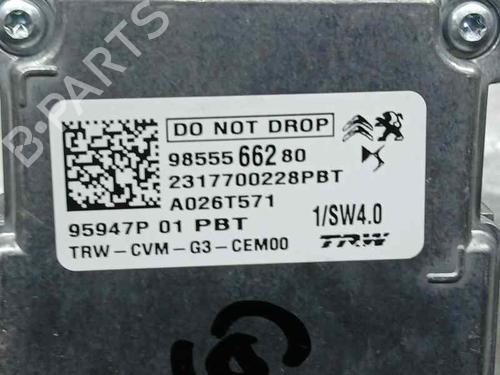 DO NOT DROP
98555 662 80
2317700228PBT
A026T571
95947P 01 PBT 1/SW4.0
TRW-CVM-G3-CEM00 TRW
B-PARTS